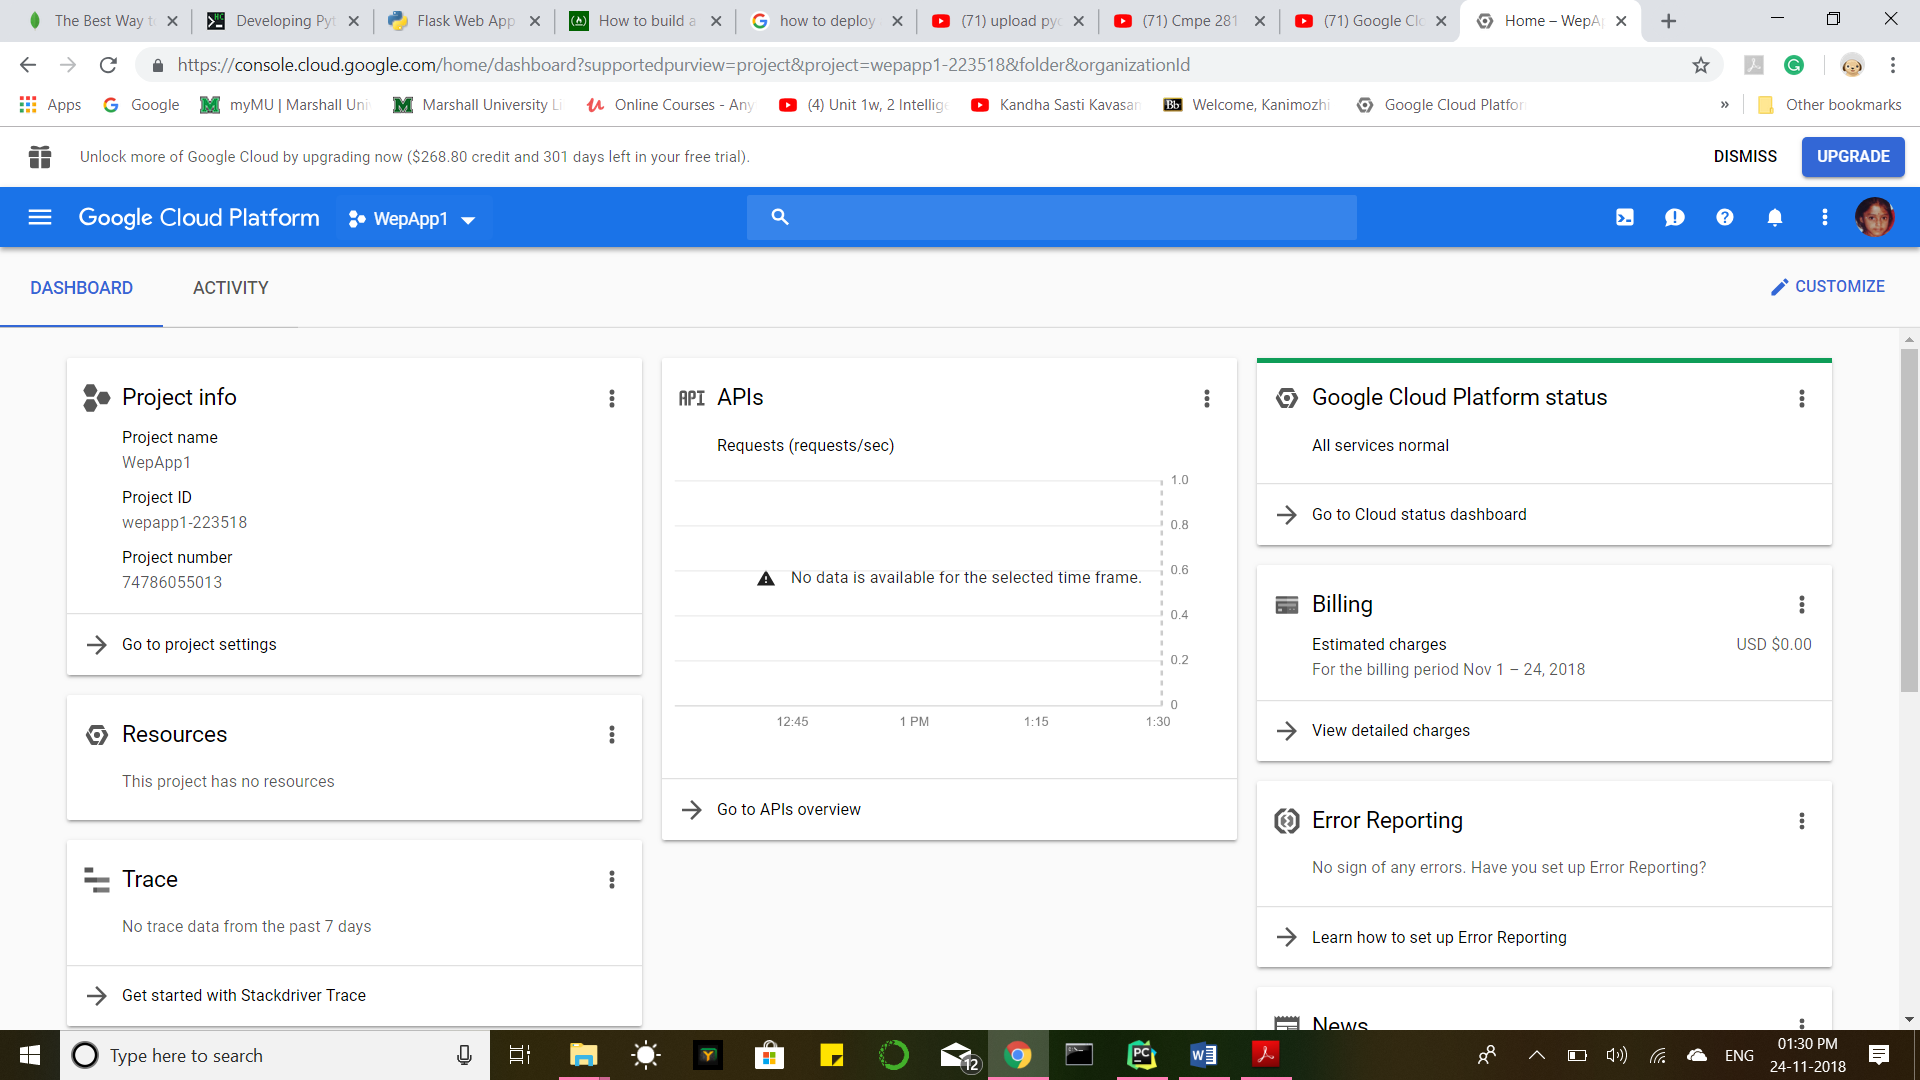 The Best Way t
Developing Pyt
Flask Web App
How to build a
how to deploy
(71) upload pyc
(71) Cmpe 281
(71) Google Clo
Home – WepAp
https://console.cloud.google.com/home/dashboard?supportedpurview=project&project=wepapp1-223518&folder&organizationId
Apps
Google
myMU | Marshall Uni
Marshall University Li
Online Courses - Any
(4) Unit 1w, 2 Intellige
Kandha Sasti Kavasam
Welcome, Kanimozhi
Google Cloud Platfor
»
Other bookmarks
Unlock more of Google Cloud by upgrading now ($268.80 credit and 301 days left in your free trial).
DISMISS
UPGRADE
Google Cloud Platform
WepApp1
DASHBOARD
ACTIVITY
CUSTOMIZE
Project info
Project name
WepApp1
Project ID
wepapp1-223518
Project number
74786055013
Go to project settings
Resources
This project has no resources
Trace
No trace data from the past 7 days
Get started with Stackdriver Trace
API APIs
Requests (requests/sec)
1.0
0.8
0.6
0.4
0.2
0
No data is available for the selected time frame.
12:45
1 PM
1:15
1:30
Go to APIs overview
Google Cloud Platform status
All services normal
Go to Cloud status dashboard
Billing
Estimated charges
USD $0.00
For the billing period Nov 1 – 24, 2018
View detailed charges
Error Reporting
No sign of any errors. Have you set up Error Reporting?
Learn how to set up Error Reporting
News
Type here to search
12
ENG
01:30 PM
24-11-2018